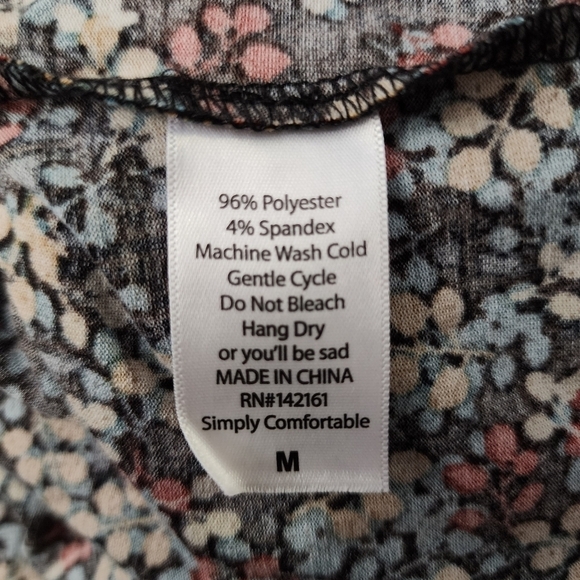 96% Polyester
4% Spandex
Machine Wash Cold
Gentle Cycle
Do Not Bleach
Hang Dry
or you'll be sad
MADE IN CHINA
RN#142161
Simply Comfortable
M